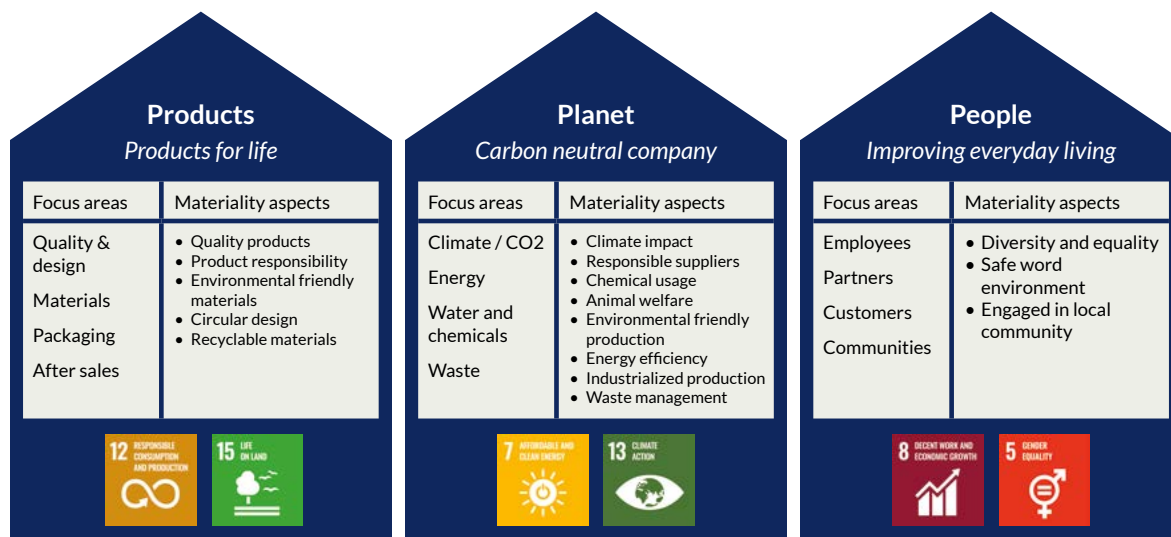 Products
Products for life
Focus areas
Materiality aspects
Quality &
design
Materials
Packaging
After sales
• Quality products
• Product responsibility
• Environmental friendly
materials
• Circular design
• Recyclable materials
12 RESPONSIBLE
CONSUMPTION
AND PRODUCTION
15 LIFE
ON LAND
Planet
Carbon neutral company
Focus areas
Materiality aspects
Climate / CO2
Energy
Water and
chemicals
Waste
• Climate impact
• Responsible suppliers
• Chemical usage
• Animal welfare
• Environmental friendly
production
• Energy efficiency
• Industrialized production
• Waste management
7 AFFORDABLE AND
CLEAN ENERGY
13 CLIMATE
ACTION
People
Improving everyday living
Focus areas
Materiality aspects
Employees
Partners
Customers
Communities
• Diversity and equality
• Safe word
environment
• Engaged in local
community
8 DECENT WORK AND
ECONOMIC GROWTH
5 GENDER
EQUALITY